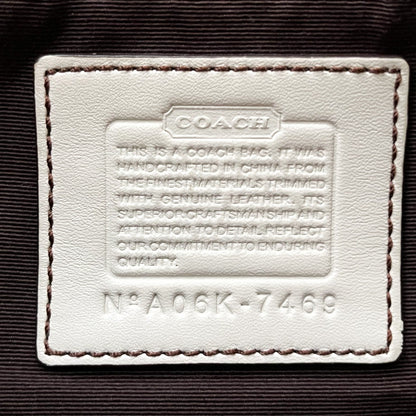 COACH
THIS IS A COACH BAG. IT WAS
HANDCRAFTED IN CHINA FROM
THE FINEST MATERIALS TRIMMED
WITH GENUINE LEATHER. ITS
SUPERIOR CRAFTSMANSHIP AND
ATTENTION TO DETAIL REFLECT
OUR COMMITMENT TO ENDURING
QUALITY.
Nº A06K-7469